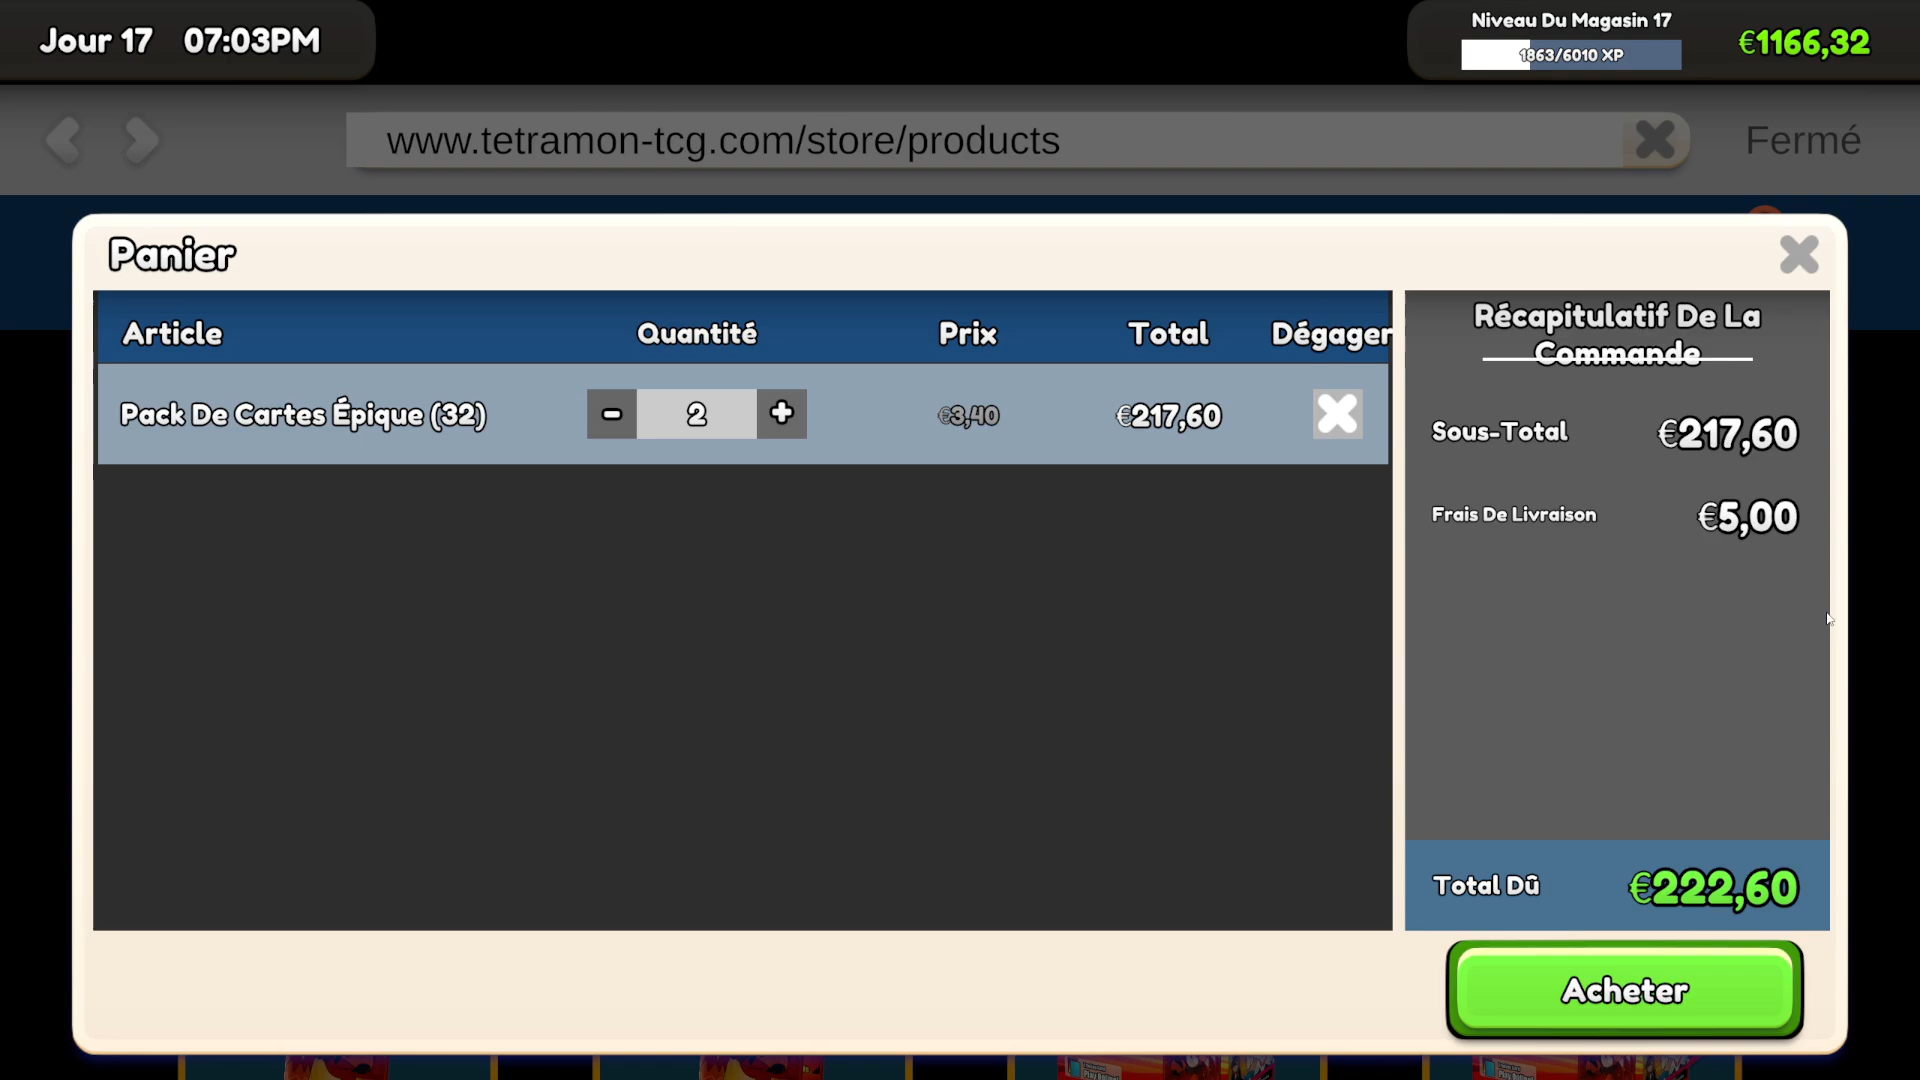 Jour 17 07:03PM
Niveau Du Magasin 17
1863/6010 XP
€1166,32
www.tetramon-tcg.com/store/products
Fermé
Panier
Article Quantité Prix Total Dégager
Pack De Cartes Épique (32) - 2 + €3,40 €217,60
Récapitulatif De La
Commande
Sous-Total €217,60
Frais De Livraison €5,00
Total Dû €222,60
Acheter